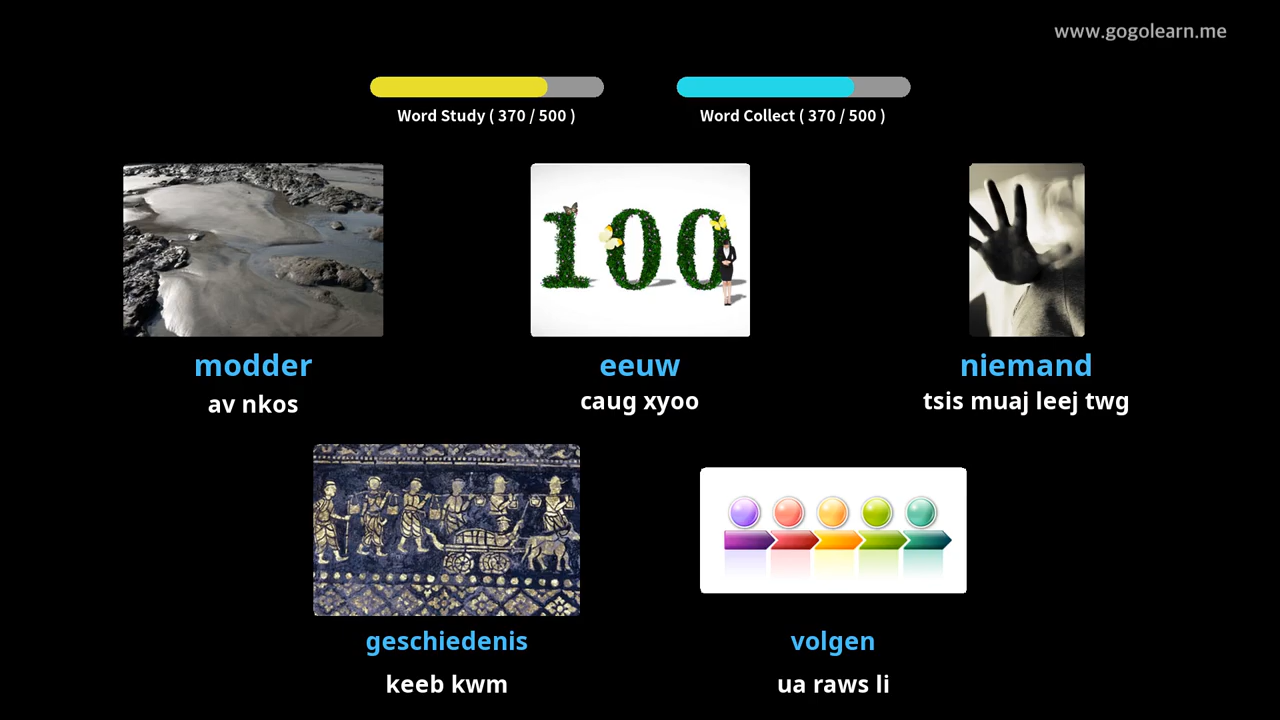 www.gogolearn.me
Word Study ( 370 / 500 )
Word Collect ( 370 / 500 )
100
modder
av nkos
eeuw
caug xyoo
niemand
tsis muaj leej twg
geschiedenis
keeb kwm
volgen
ua raws li